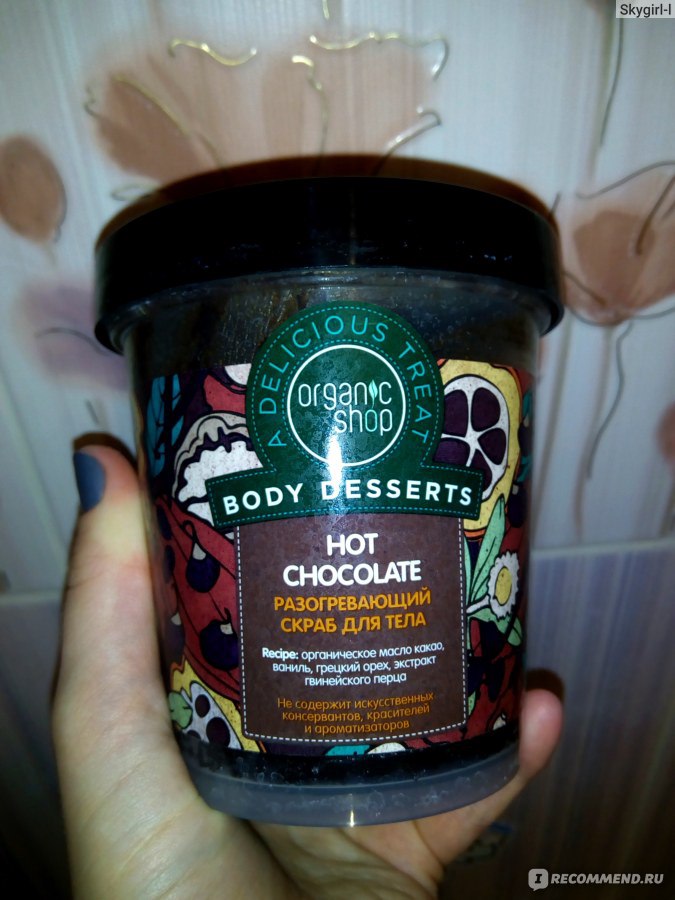 Skygirl-l
A DELICIOUS TREAT
organic
shop
BODY DESSERTS
HOT
CHOCOLATE
РАЗОГРЕВАЮЩИЙ
СКРАБ ДЛЯ ТЕЛА
Recipe: органическое масло какао,
ваниль, грецкий орех, экстракт
гвинейского перца
Не содержит искусственных
консервантов, красителей
и ароматизаторов
IRECOMMEND.RU